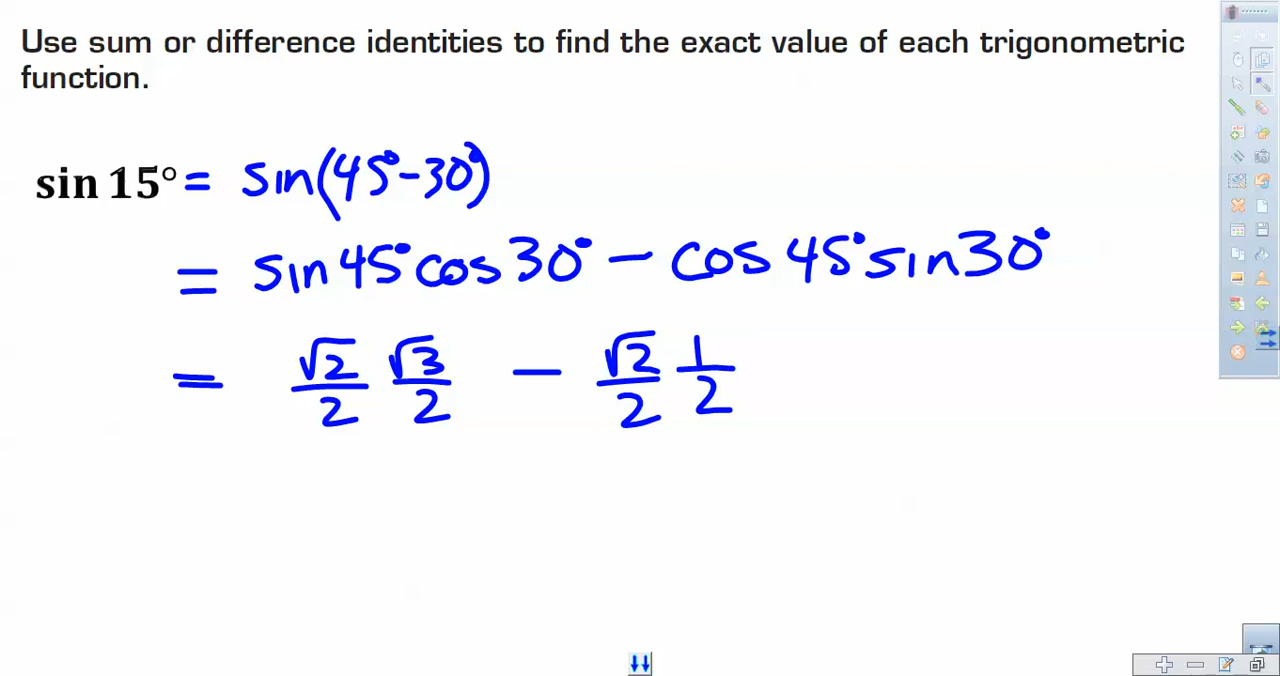 Use sum or difference identities to find the exact value of each trigonometric
function.
sin 15° = sin(45°-30°)
= sin45°cos30° - cos45°sin30°
= √2/2 √3/2 - √2/2 1/2